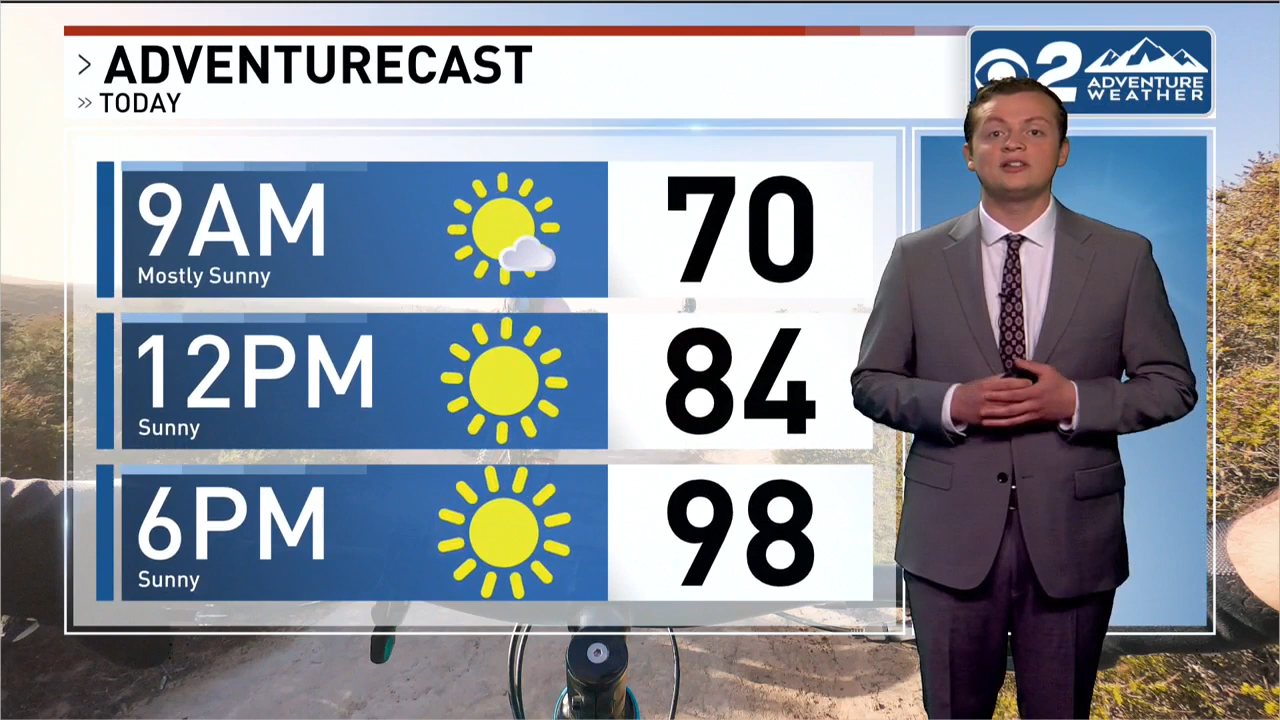 > ADVENTURECAST
» TODAY
2
ADVENTURE
WEATHER
9AM
Mostly Sunny
70
12PM
Sunny
84
6PM
Sunny
98